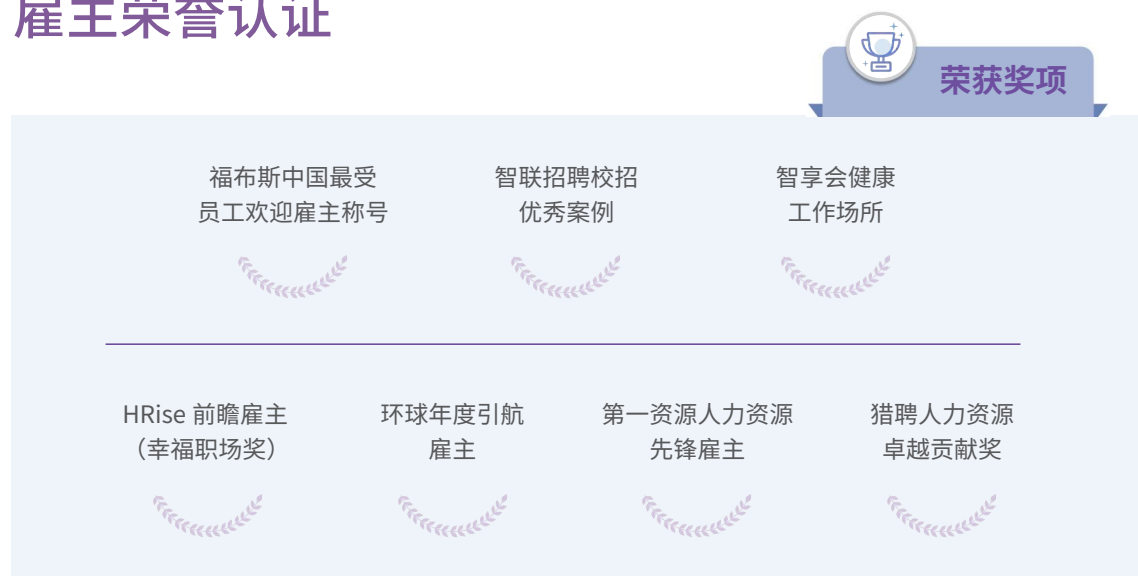 雇主荣誉认证
荣获奖项
福布斯中国最受
员工欢迎雇主称号
智联招聘校招
优秀案例
智享会健康
工作场所
HRise 前瞻雇主
（幸福职场奖）
环球年度引航
雇主
第一资源人力资源
先锋雇主
猎聘人力资源
卓越贡献奖